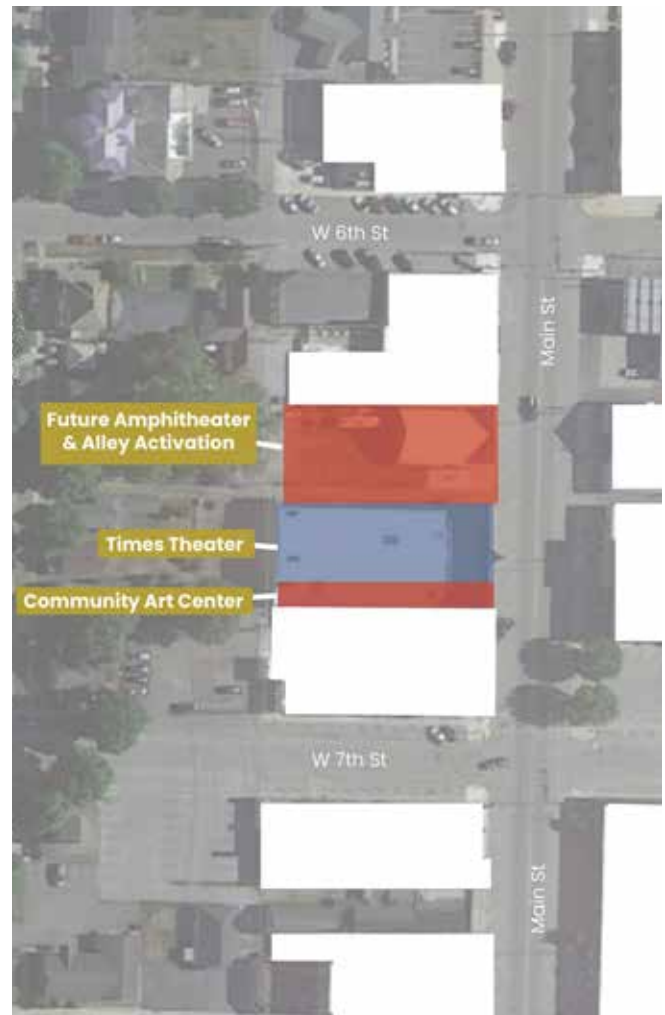 W 6th St
Main St
Future Amphitheater
& Alley Activation
Times Theater
Community Art Center
W 7th St
Main St